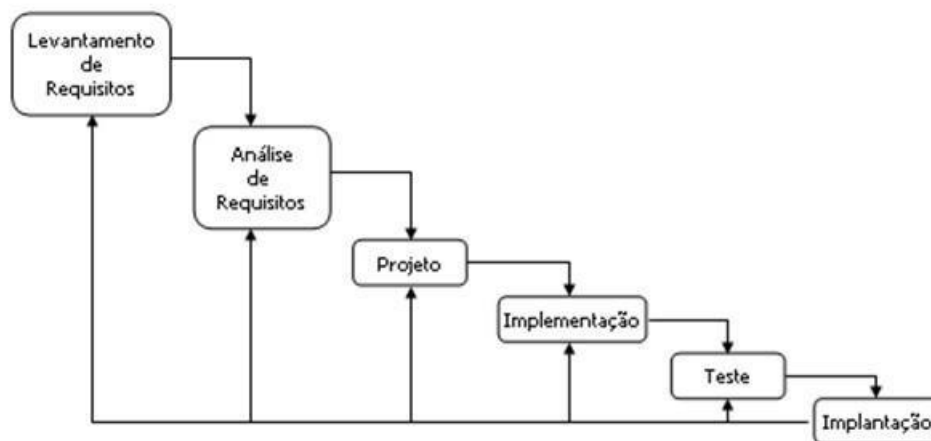 Levantamento
de
Requisitos
Análise
de
Requisitos
Projeto
Implementação
Teste
Implantação